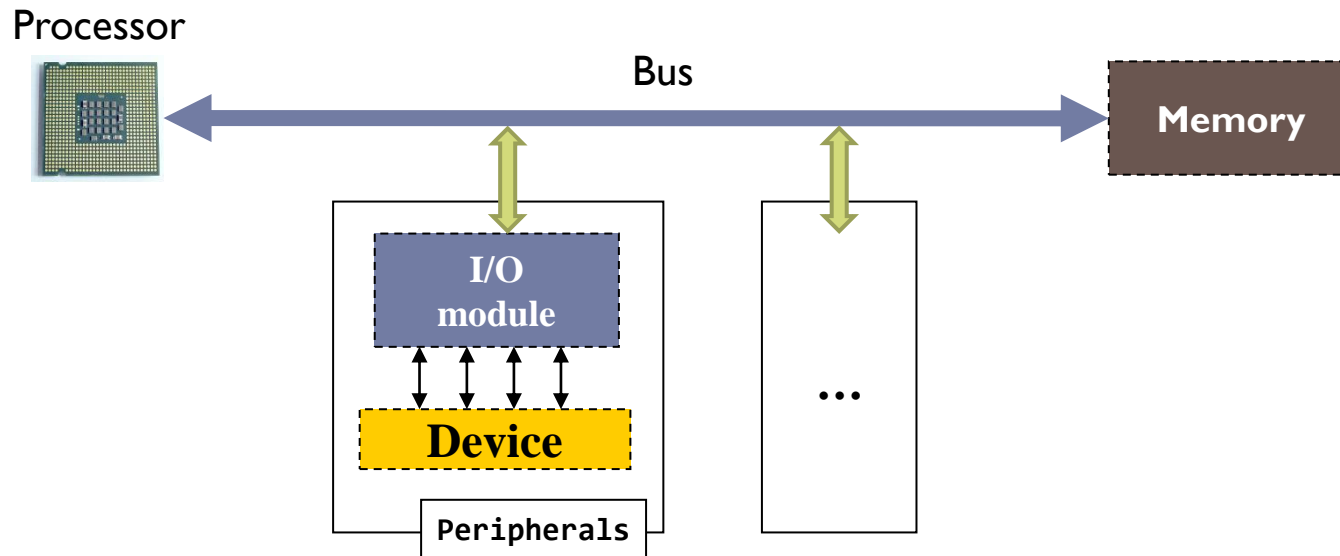 Processor
Bus
Memory
I/O
module
...
Device
Peripherals